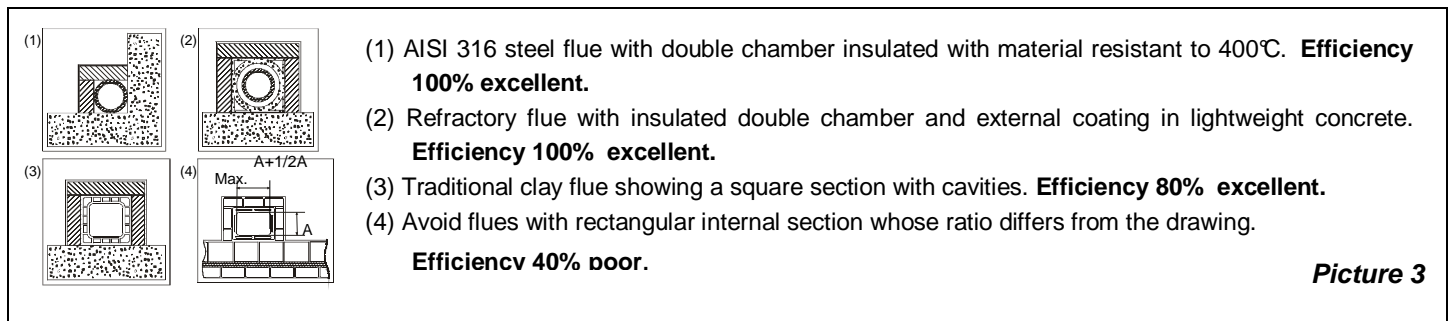 (1)
(2)
(3)
(4)
A+1/2A
Max.
A
(1) AISI 316 steel flue with double chamber insulated with material resistant to 400℃. Efficiency
100% excellent.
(2) Refractory flue with insulated double chamber and external coating in lightweight concrete.
Efficiency 100% excellent.
(3) Traditional clay flue showing a square section with cavities. Efficiency 80% excellent.
(4) Avoid flues with rectangular internal section whose ratio differs from the drawing.
Efficiency 40% poor.
Picture 3